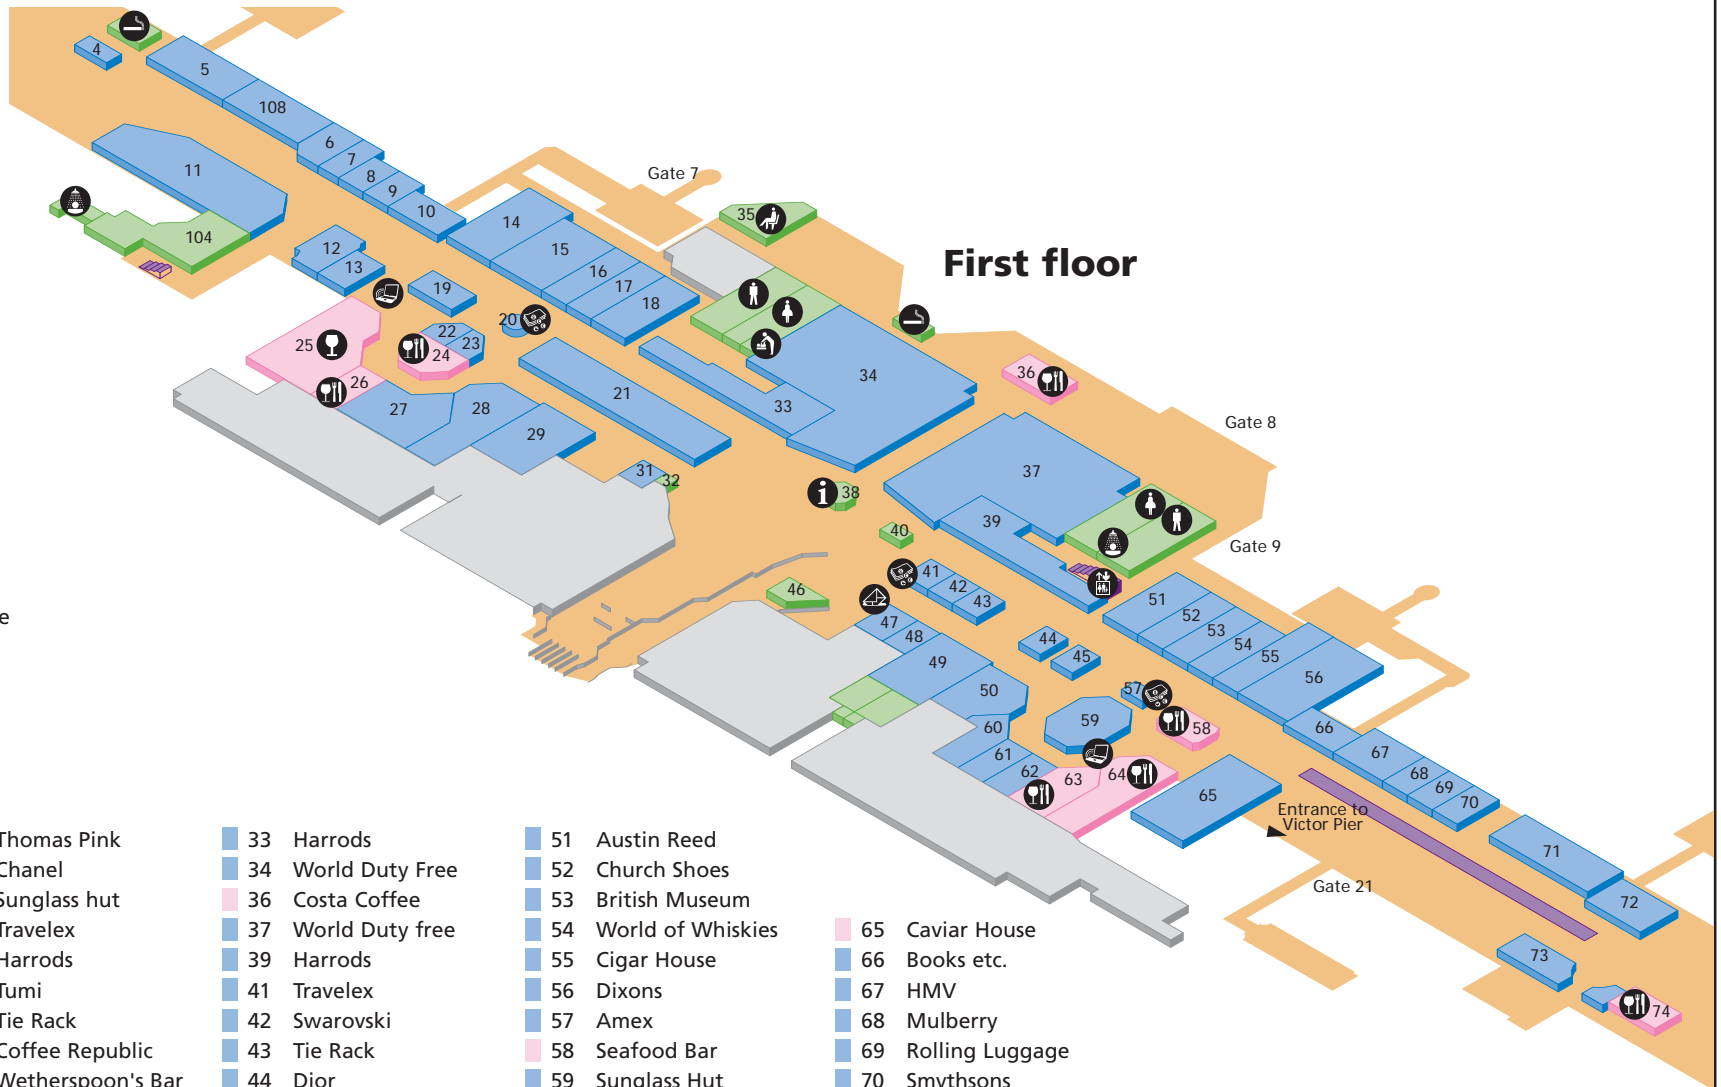 4
5
108
6
7
8
9
10
11
104
12
13
14
15
16
17
18
19
20
21
22
23
24
25
26
27
28
29
31
32
Gate 7
35
First floor
33
34
36
Gate 8
37
38
39
40
Gate 9
41
42
43
44
45
46
47
48
49
50
51
52
53
54
55
56
57
58
59
60
61
62
63
64
65
66
67
68
69
70
Entrance to
Victor Pier
Gate 21
71
72
73
74
e
Thomas Pink
Chanel
Sunglass hut
Travelex
Harrods
Tumi
Tie Rack
Coffee Republic
Wetherspoon's Bar
33 Harrods
34 World Duty Free
36 Costa Coffee
37 World Duty free
39 Harrods
41 Travelex
42 Swarovski
43 Tie Rack
44 Dior
51 Austin Reed
52 Church Shoes
53 British Museum
54 World of Whiskies
55 Cigar House
56 Dixons
57 Amex
58 Seafood Bar
59 Sunglass Hut
65 Caviar House
66 Books etc.
67 HMV
68 Mulberry
69 Rolling Luggage
70 Smythsons